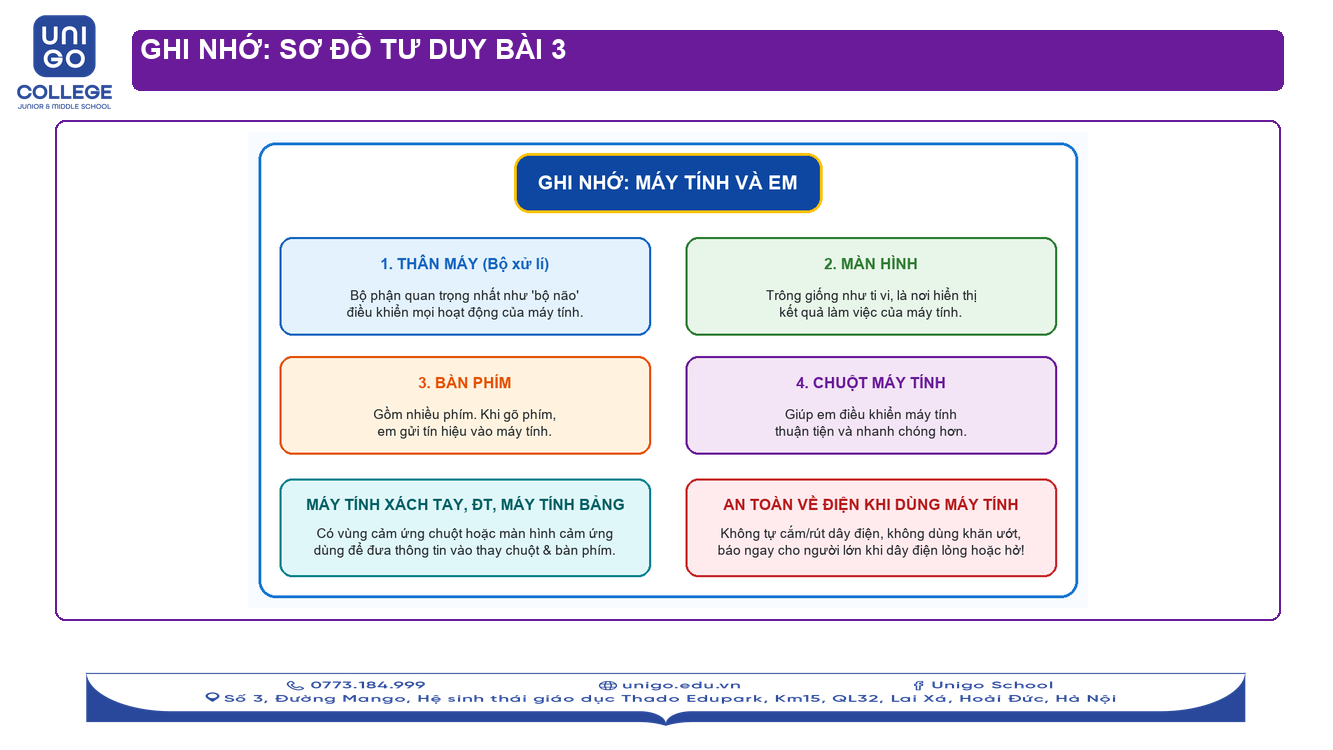 UNI
GO
COLLEGE
JUNIOR & MIDDLE SCHOOL
GHI NHỚ: SƠ ĐỒ TƯ DUY BÀI 3
GHI NHỚ: MÁY TÍNH VÀ EM
1. THÂN MÁY (Bộ xử lí)
Bộ phận quan trọng nhất như 'bộ não'
điều khiển mọi hoạt động của máy tính.
2. MÀN HÌNH
Trông giống như ti vi, là nơi hiển thị
kết quả làm việc của máy tính.
3. BÀN PHÍM
Gồm nhiều phím. Khi gõ phím,
em gửi tín hiệu vào máy tính.
4. CHUỘT MÁY TÍNH
Giúp em điều khiển máy tính
thuận tiện và nhanh chóng hơn.
MÁY TÍNH XÁCH TAY, ĐT, MÁY TÍNH BẢNG
Có vùng cảm ứng chuột hoặc màn hình cảm ứng
dùng để đưa thông tin vào thay chuột & bàn phím.
AN TOÀN VỀ ĐIỆN KHI DÙNG MÁY TÍNH
Không tự cắm/rút dây điện, không dùng khăn ướt,
báo ngay cho người lớn khi dây điện lỏng hoặc hở!
0773.184.999
unigo.edu.vn
Unigo School
Số 3, Đường Mango, Hệ sinh thái giáo dục Thado Edupark, Km15, QL32, Lai Xá, Hoài Đức, Hà Nội